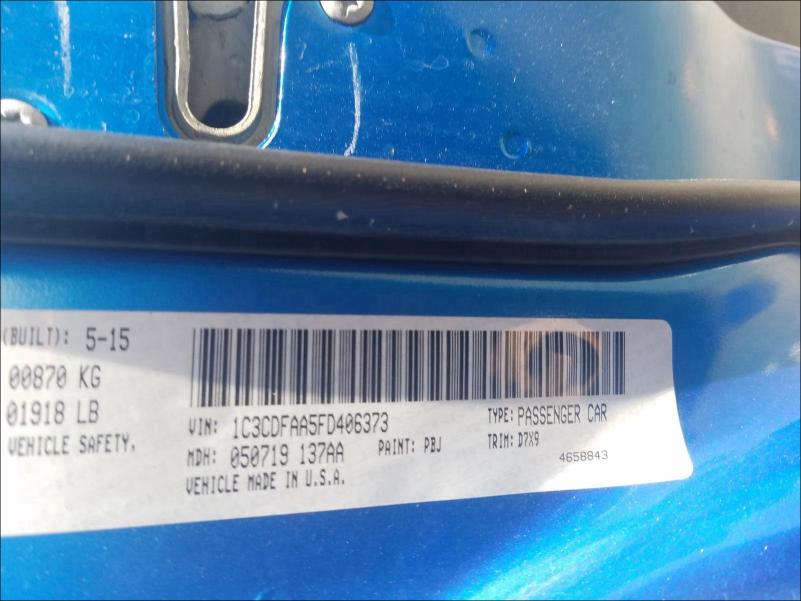 (BUILT): 5-15
00870 KG
01918 LB
VEHICLE SAFETY,
VIN: 1C3CDFAA5FD406373
TYPE: PASSENGER CAR
MDH: 050719 137AA PAINT: PBJ
TRIM: D7X9
VEHICLE MADE IN U.S.A.
4658843